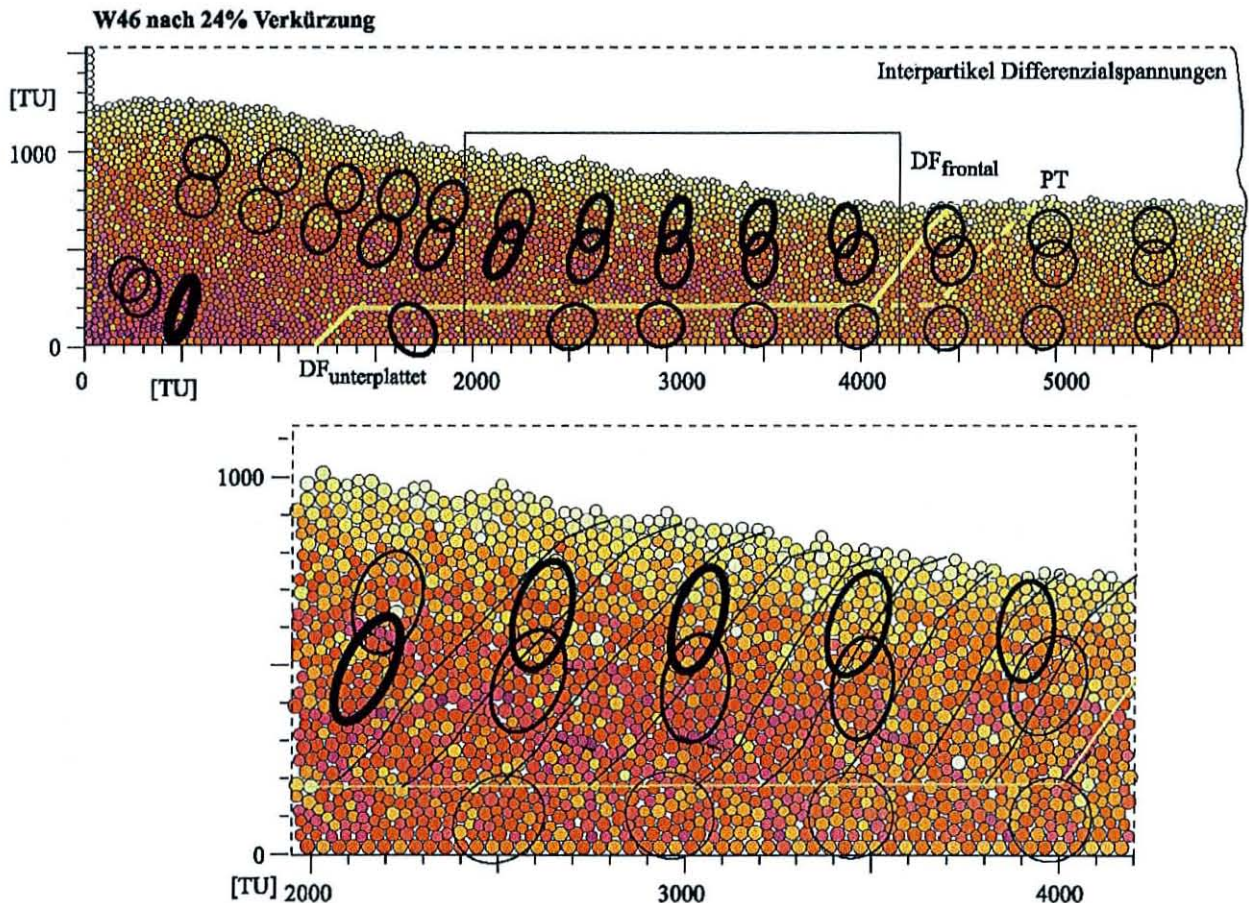 W46 nach 24% Verkürzung
Interpartikel Differenzialspannungen
[TU]
1000
DFfrontal
PT
0
DFunterplattet
0
2000
3000
4000
5000
[TU]
1000
0
[TU]
2000
3000
4000